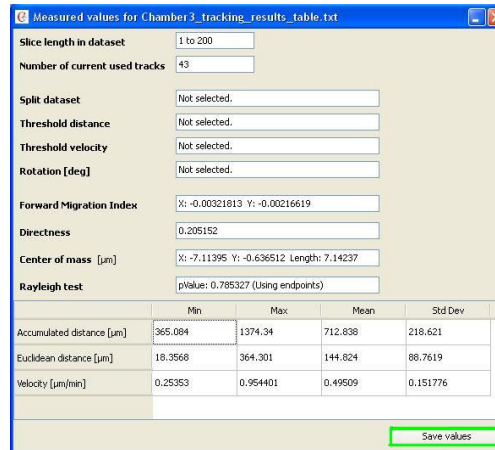 Measured values for Chamber3_tracking_results_table.txt
Slice length in dataset 1 to 200
Number of current used tracks 43
Split dataset Not selected.
Threshold distance Not selected.
Threshold velocity Not selected.
Rotation [deg] Not selected.
Forward Migration Index X: -0.00321813 Y: -0.00216619
Directness 0.205152
Center of mass [µm] X: -7.11395 Y: -0.636512 Length: 7.14237
Rayleigh test pValue: 0.785327 (Using endpoints)
Min Max Mean Std Dev
Accumulated distance [µm] 365.084 1374.34 712.838 218.621
Euclidean distance [µm] 18.3568 364.301 144.824 88.7619
Velocity [µm/min] 0.25353 0.954401 0.49509 0.151776
Save values